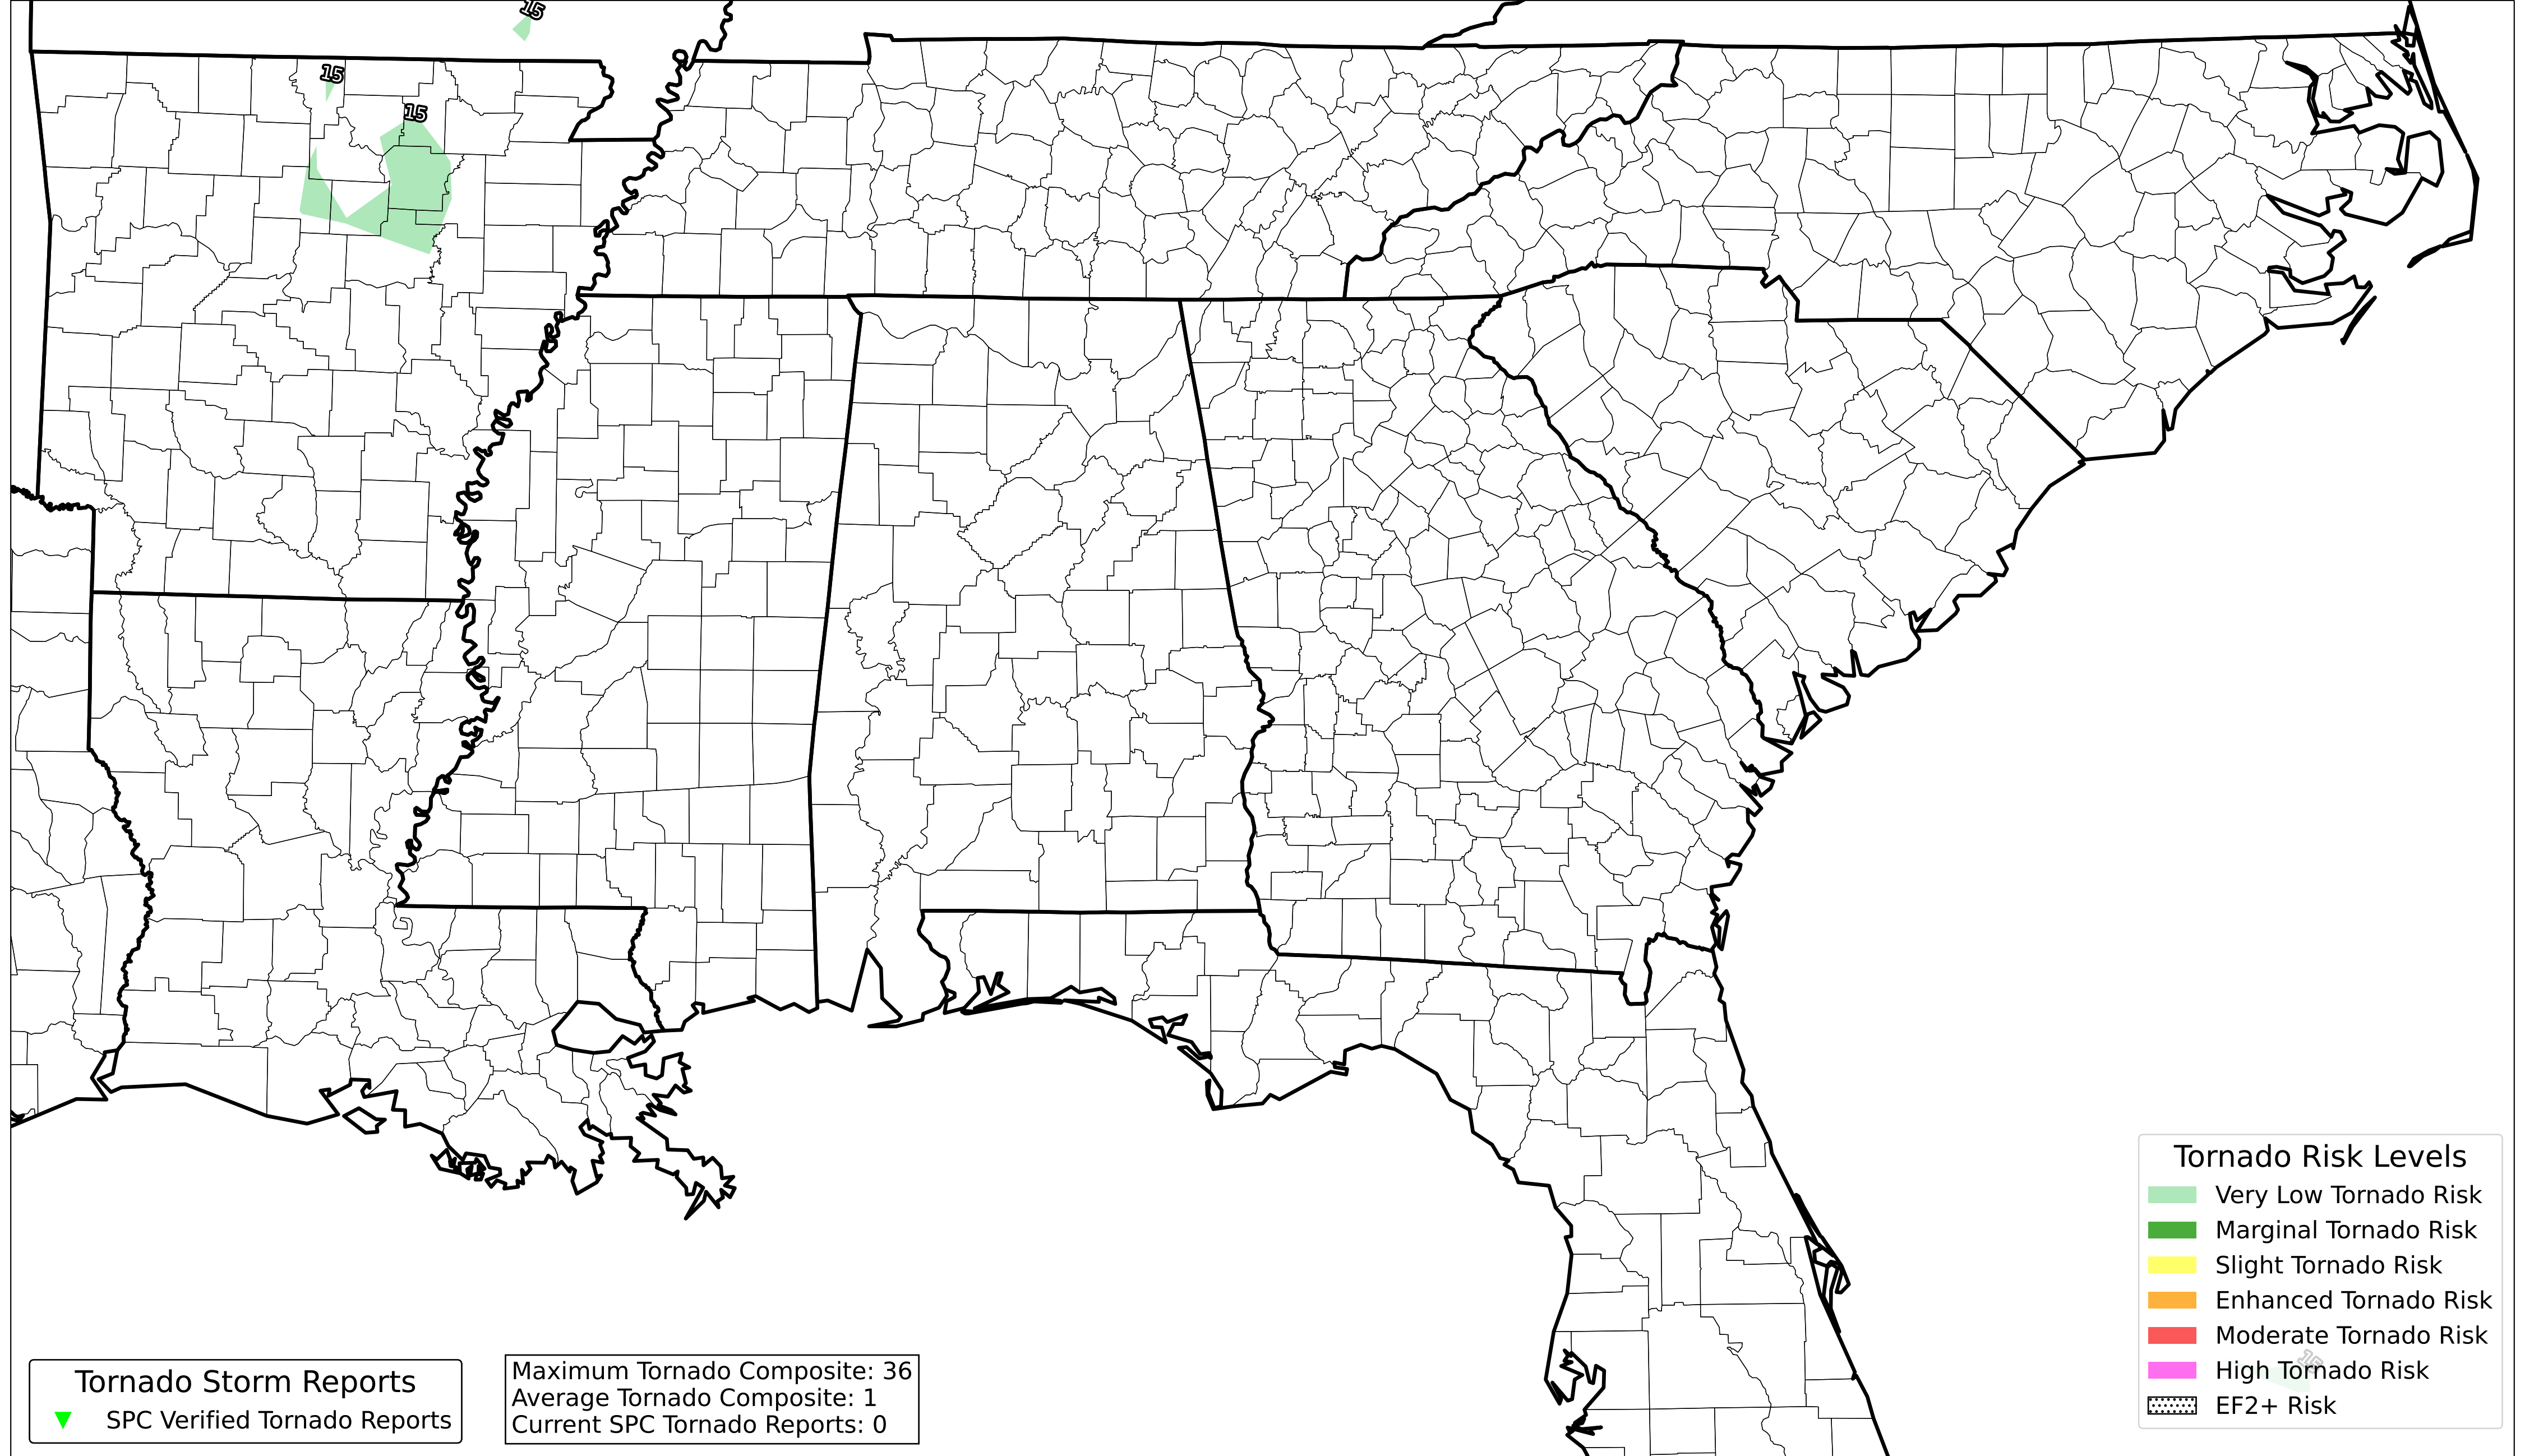 15
15
15
Tornado Risk Levels
Very Low Tornado Risk
Marginal Tornado Risk
Slight Tornado Risk
Enhanced Tornado Risk
Moderate Tornado Risk
High Tornado Risk
15
EF2+ Risk
Tornado Storm Reports
SPC Verified Tornado Reports
Maximum Tornado Composite: 36
Average Tornado Composite: 1
Current SPC Tornado Reports: 0